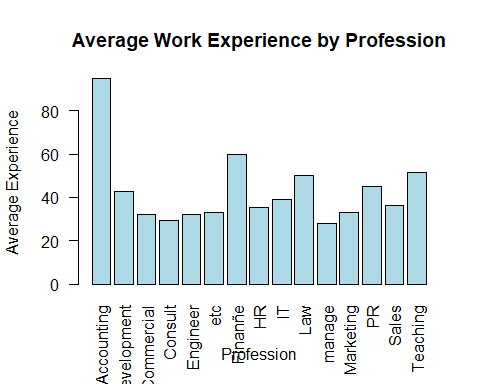 Average Work Experience by Profession
Average Experience
80
60
40
20
0
Accounting
evelopment
Commercial
Consult
Engineer
etc
Finanñe
HR
IT
Law
manage
Marketing
PR
Sales
Teaching
Profession